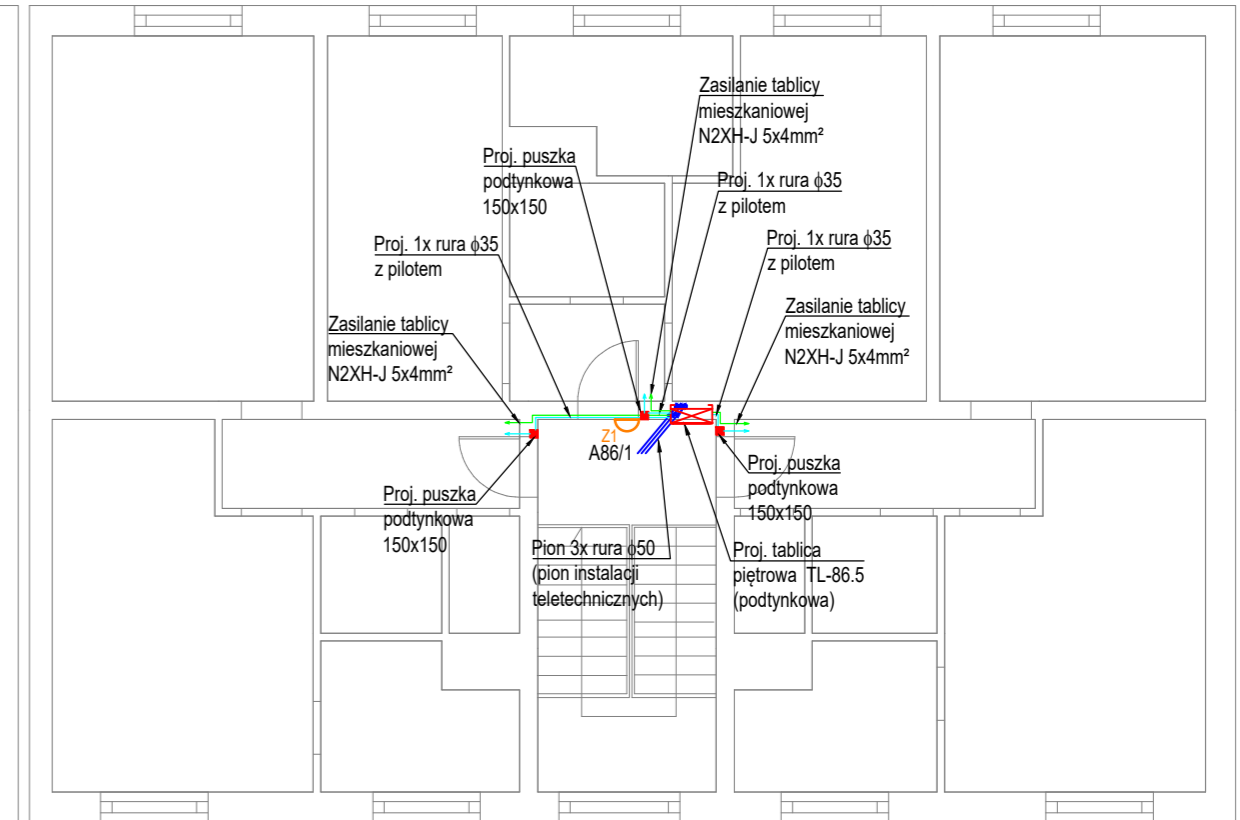 Zasilanie tablicy
mieszkaniowej
N2XH-J 5x4mm²
Proj. puszka
podtynkowa
150x150
Proj. 1x rura ϕ35
z pilotem
Proj. 1x rura ϕ35
z pilotem
Proj. 1x rura ϕ35
z pilotem
Zasilanie tablicy
mieszkaniowej
N2XH-J 5x4mm²
Zasilanie tablicy
mieszkaniowej
N2XH-J 5x4mm²
Z1
A86/1
Proj. puszka
podtynkowa
150x150
Proj. puszka
podtynkowa
150x150
Pion 3x rura ϕ50
(pion instalacji
teletechnicznych)
Proj. tablica
piętrowa TL-86.5
(podtynkowa)